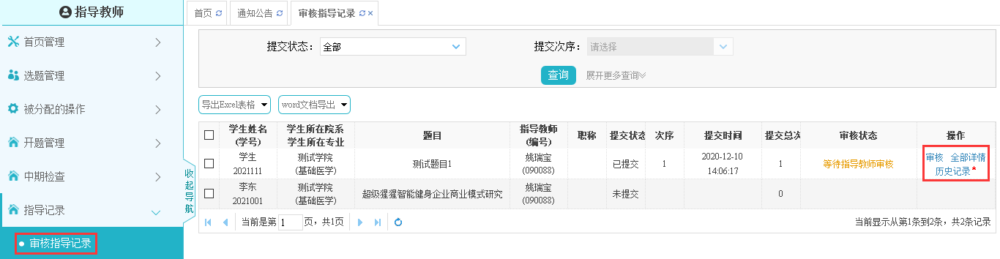 指导教师
首页管理
选题管理
被分配的操作
开题管理
中期检查
指导记录
审核指导记录
收起导航
首页 通知公告 审核指导记录
提交状态： 全部 提交次序： 请选择
查询 展开更多查询
导出Excel表格 word文档导出
学生姓名
(学号)
学生所在院系
学生所在专业
题目
指导教师
(编号)
职称
提交状态
次序
提交时间
提交总次
审核状态
操作
学生
2021111
测试学院
(基础医学)
测试题目1
姚瑞宝
(090088)
已提交
1
2020-12-10
14:06:17
1
等待指导教师审核
审核 全部详情
历史记录*
李东
2021001
测试学院
(基础医学)
超级猩猩智能健身企业商业模式研究
姚瑞宝
(090088)
未提交
0
当前是第 1 页，共1页
当前显示从第1条到2条，共2条记录